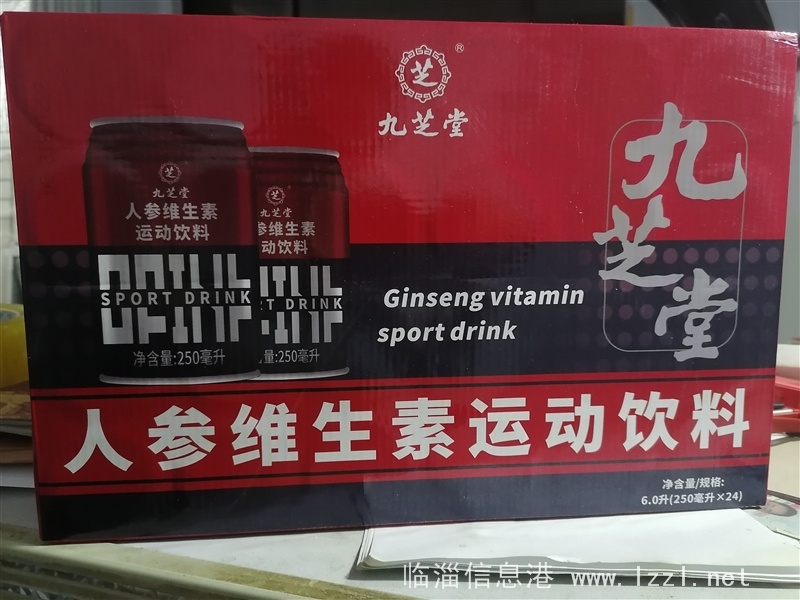 芝
®
九芝堂
九芝堂
芝
九芝堂
人参维生素
运动饮料
SPORT DRINK
净含量:250毫升
芝
九芝堂
参维生素
动饮料
RT DRINK
量:250毫升
Ginseng vitamin
sport drink
人参维生素运动饮料
净含量/规格:
6.0升(250毫升×24)
临淄信息港 www.lzzl.net